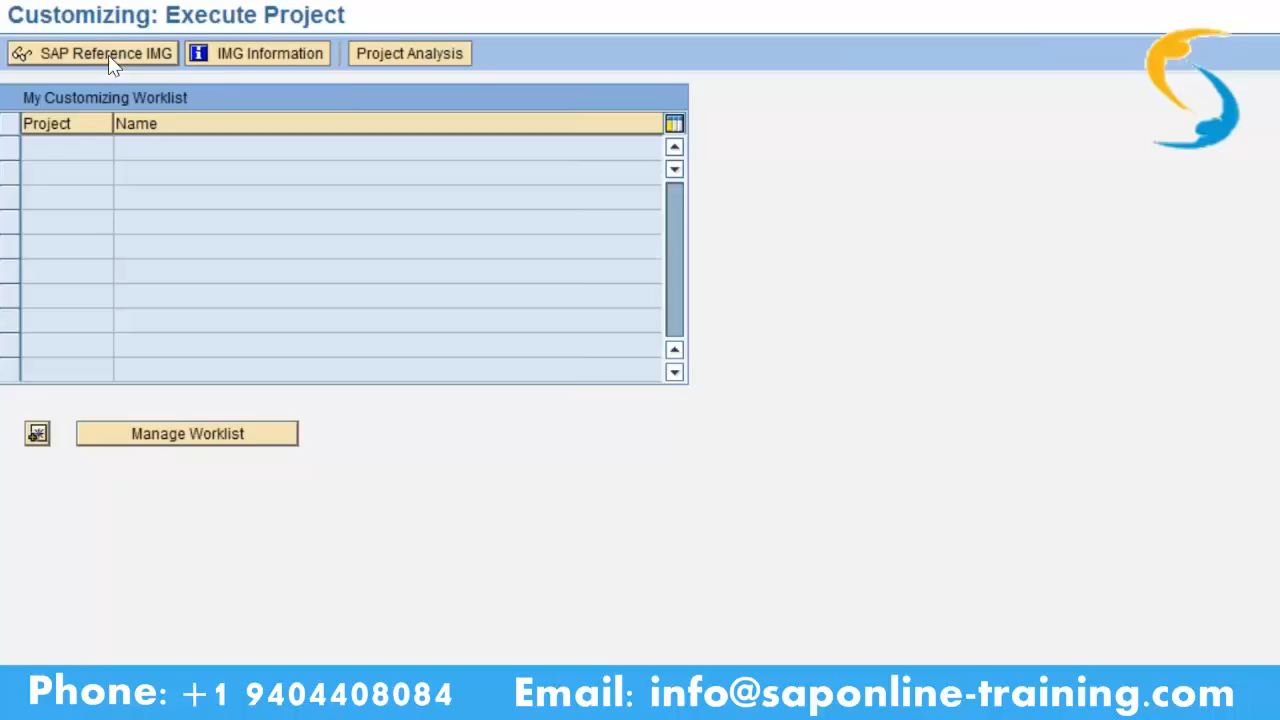 Customizing: Execute Project
SAP Reference IMG IMG Information Project Analysis
My Customizing Worklist
Project Name
Manage Worklist
Phone: +1 9404408084 Email: info@saponline-training.com